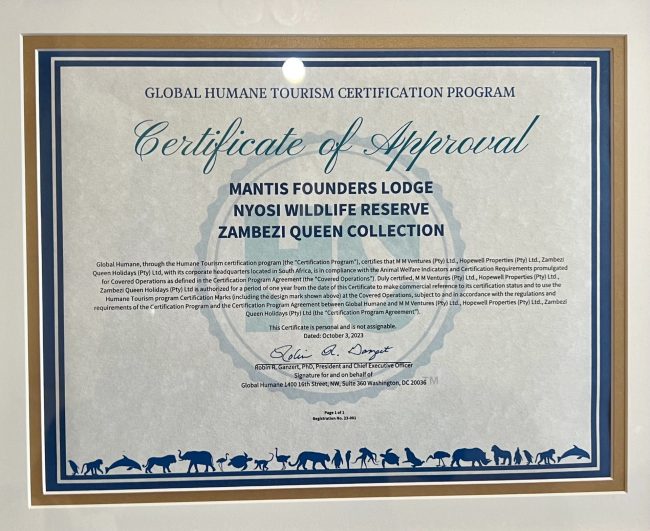 GLOBAL HUMANE TOURISM CERTIFICATION PROGRAM
Certificate of Approval
MANTIS FOUNDERS LODGE
NYOSI WILDLIFE RESERVE
ZAMBEZI QUEEN COLLECTION
Global Humane, through the Humane Tourism certification program (the "Certification Program"), certifies that M M Ventures (Pty) Ltd., Hopewell Properties (Pty) Ltd., Zambezi
Queen Holidays (Pty) Ltd, with its corporate headquarters located in South Africa, is in compliance with the Animal Welfare Indicators and Certification Requirements promulgated
for Covered Operations as defined in the Certification Program Agreement (the "Covered Operations"). Duly certified, M M Ventures (Pty) Ltd., Hopewell Properties (Pty) Ltd.,
Zambezi Queen Holidays (Pty) Ltd is authorized for a period of one year from the date of this Certificate to make commercial reference to its certification status and to use the
Humane Tourism program Certification Marks (including the design mark shown above) at the Covered Operations, subject to and in accordance with the regulations and
requirements of the Certification Program and the Certification Program Agreement between Global Humane and M M Ventures (Pty) Ltd., Hopewell Properties (Pty) Ltd., Zambezi
Queen Holidays (Pty) Ltd (the "Certification Program Agreement").
This Certificate is personal and is not assignable.
Dated: October 3, 2023
Robin R. Ganzert, PhD, President and Chief Executive Officer
Signature for and on behalf of
Global Humane 1400 16th Street, NW, Suite 360 Washington, DC 20036
TM
Page 1 of 1
Registration No. 23-001